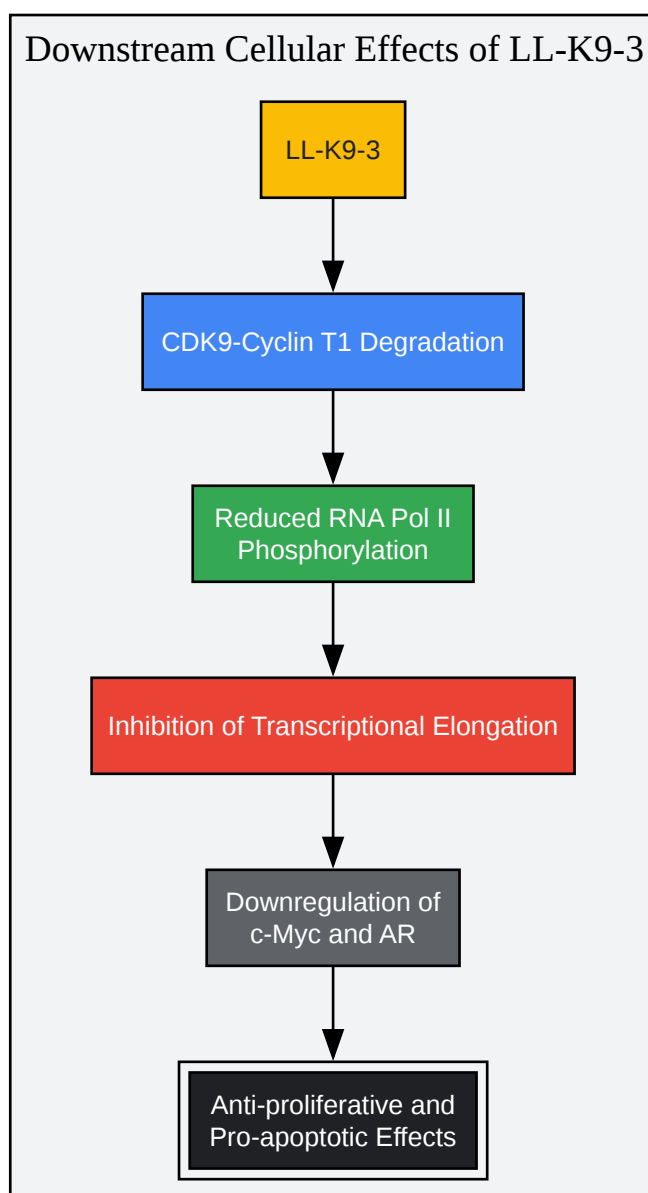 Downstream Cellular Effects of LL-K9-3
LL-K9-3
CDK9-Cyclin T1 Degradation
Reduced RNA Pol II
Phosphorylation
Inhibition of Transcriptional Elongation
Downregulation of
c-Myc and AR
Anti-proliferative and
Pro-apoptotic Effects